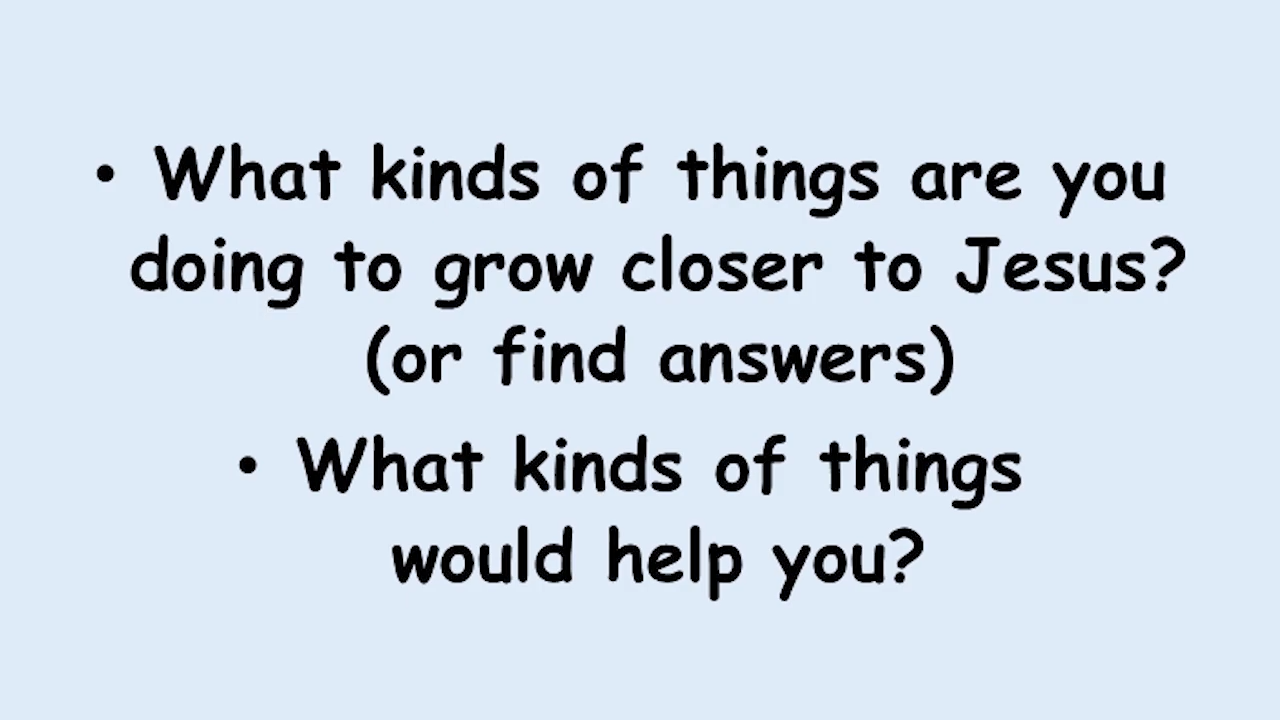 • What kinds of things are you
doing to grow closer to Jesus?
(or find answers)
• What kinds of things
would help you?